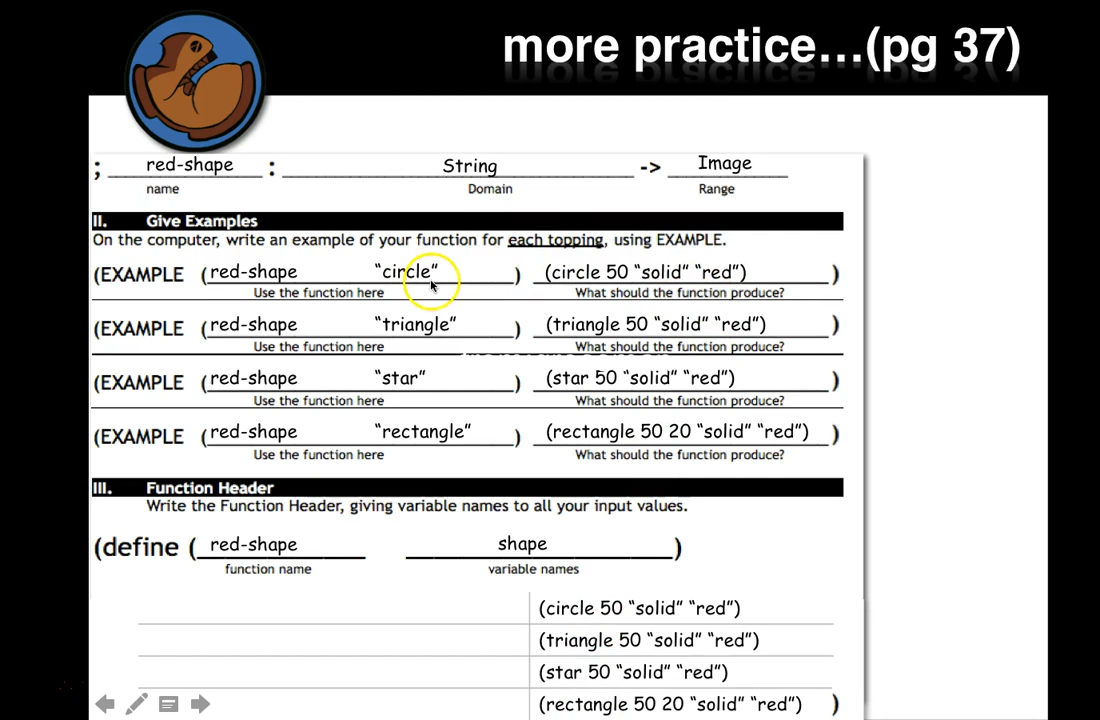 more practice...(pg 37)
; red-shape : String -> Image
name Domain Range
II. Give Examples
On the computer, write an example of your function for each topping, using EXAMPLE.
(EXAMPLE (red-shape “circle” ) (circle 50 “solid” “red”) )
Use the function here What should the function produce?
(EXAMPLE (red-shape “triangle” ) (triangle 50 “solid” “red”) )
Use the function here What should the function produce?
(EXAMPLE (red-shape “star” ) (star 50 “solid” “red”) )
Use the function here What should the function produce?
(EXAMPLE (red-shape “rectangle” ) (rectangle 50 20 “solid” “red”) )
Use the function here What should the function produce?
III. Function Header
Write the Function Header, giving variable names to all your input values.
(define (red-shape shape )
function name variable names
(circle 50 “solid” “red”)
(triangle 50 “solid” “red”)
(star 50 “solid” “red”)
(rectangle 50 20 “solid” “red”) )